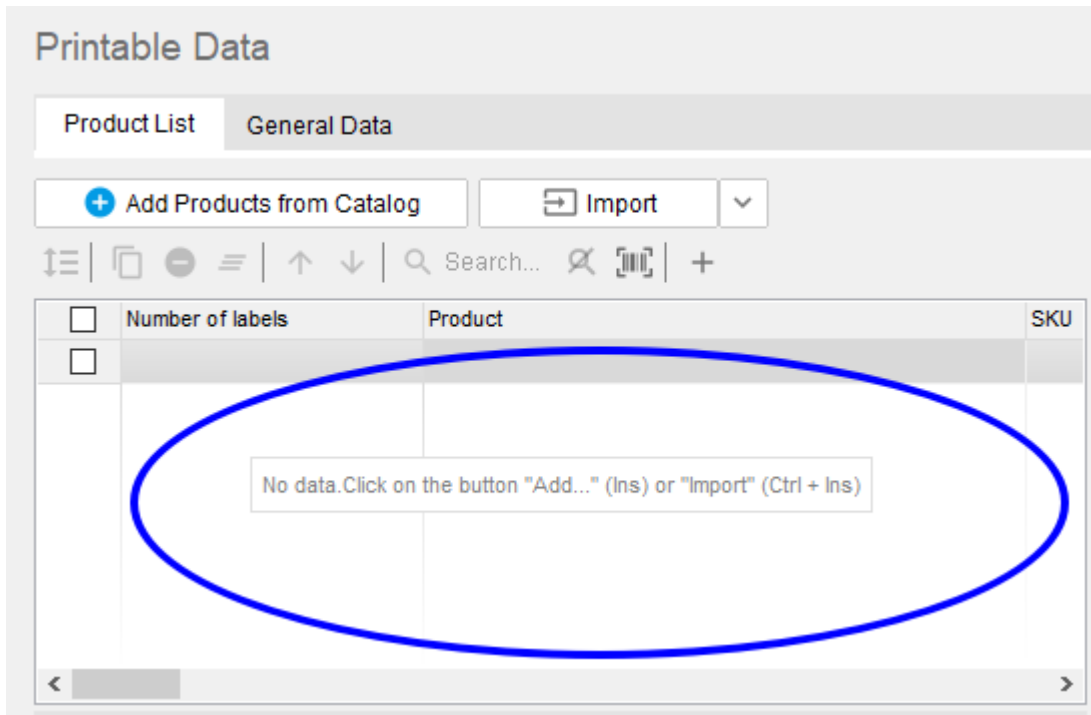 Printable Data
Product List General Data
Add Products from Catalog Import
Search...
Number of labels Product SKU
No data.Click on the button "Add..." (Ins) or "Import" (Ctrl + Ins)